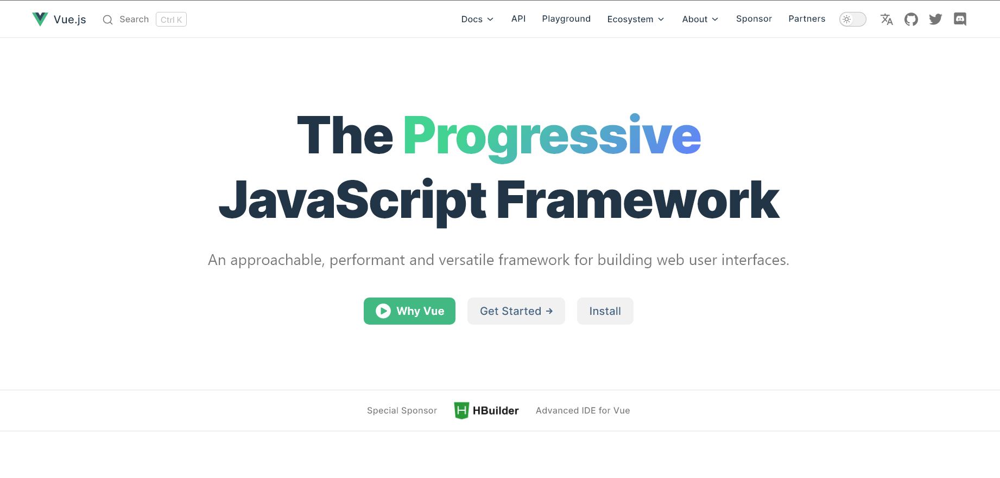 Vue.js Search Ctrl K Docs API Playground Ecosystem About Sponsor Partners
The Progressive
JavaScript Framework
An approachable, performant and versatile framework for building web user interfaces.
Why Vue Get Started → Install
Special Sponsor HBuilder Advanced IDE for Vue